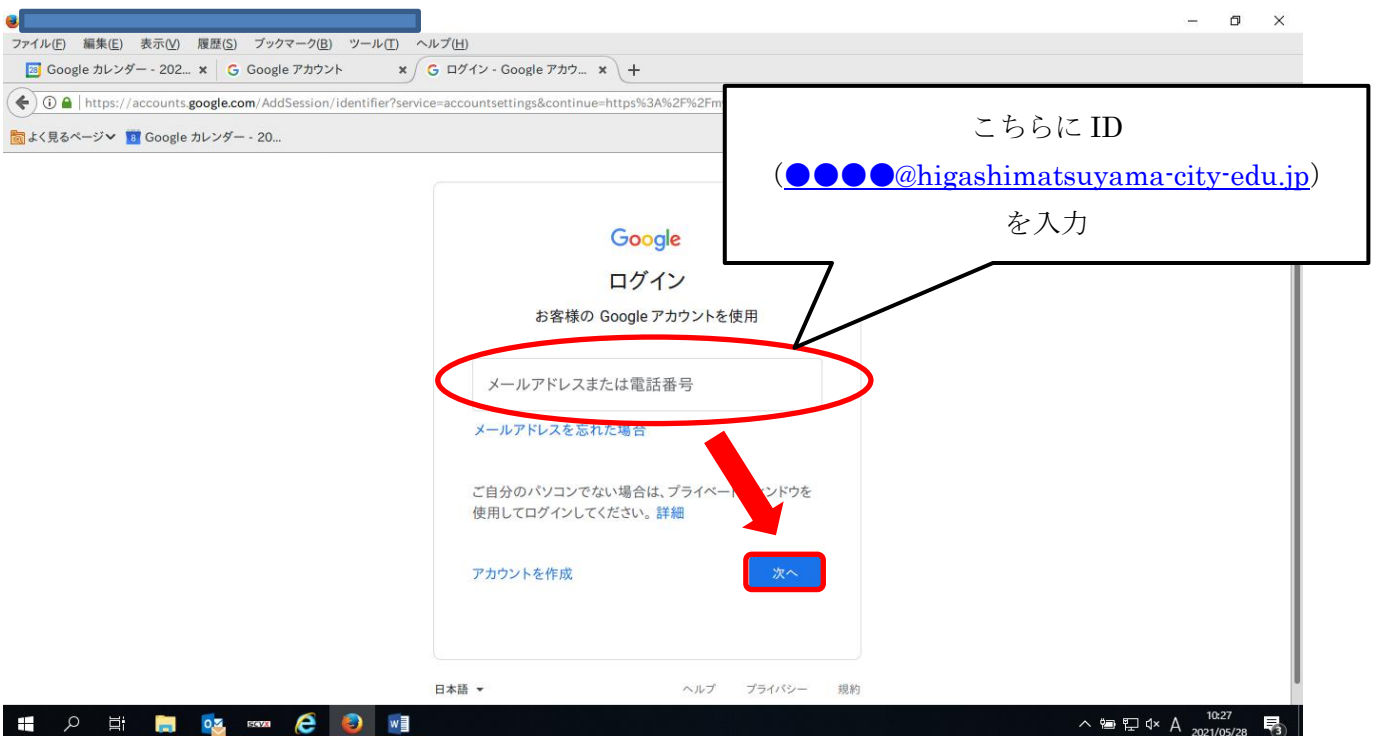 ファイル(F) 編集(E) 表示(V) 履歴(S) ブックマーク(B) ツール(T) ヘルプ(H)
Google カレンダー - 202... Google アカウント ログイン - Google アカウ...
https://accounts.google.com/AddSession/identifier?service=accountsettings&continue=https%3A%2F%2Fm
よく見るページ Google カレンダー - 20...
こちらに ID
(●●●●@higashimatsuyama-city-edu.jp)
を入力
Google
ログイン
お客様の Google アカウントを使用
メールアドレスまたは電話番号
メールアドレスを忘れた場合
ご自分のパソコンでない場合は、プライベート ウィンドウを
使用してログインしてください。詳細
アカウントを作成 次へ
日本語 ヘルプ プライバシー 規約
SCVX A 10:27
2021/05/28 3